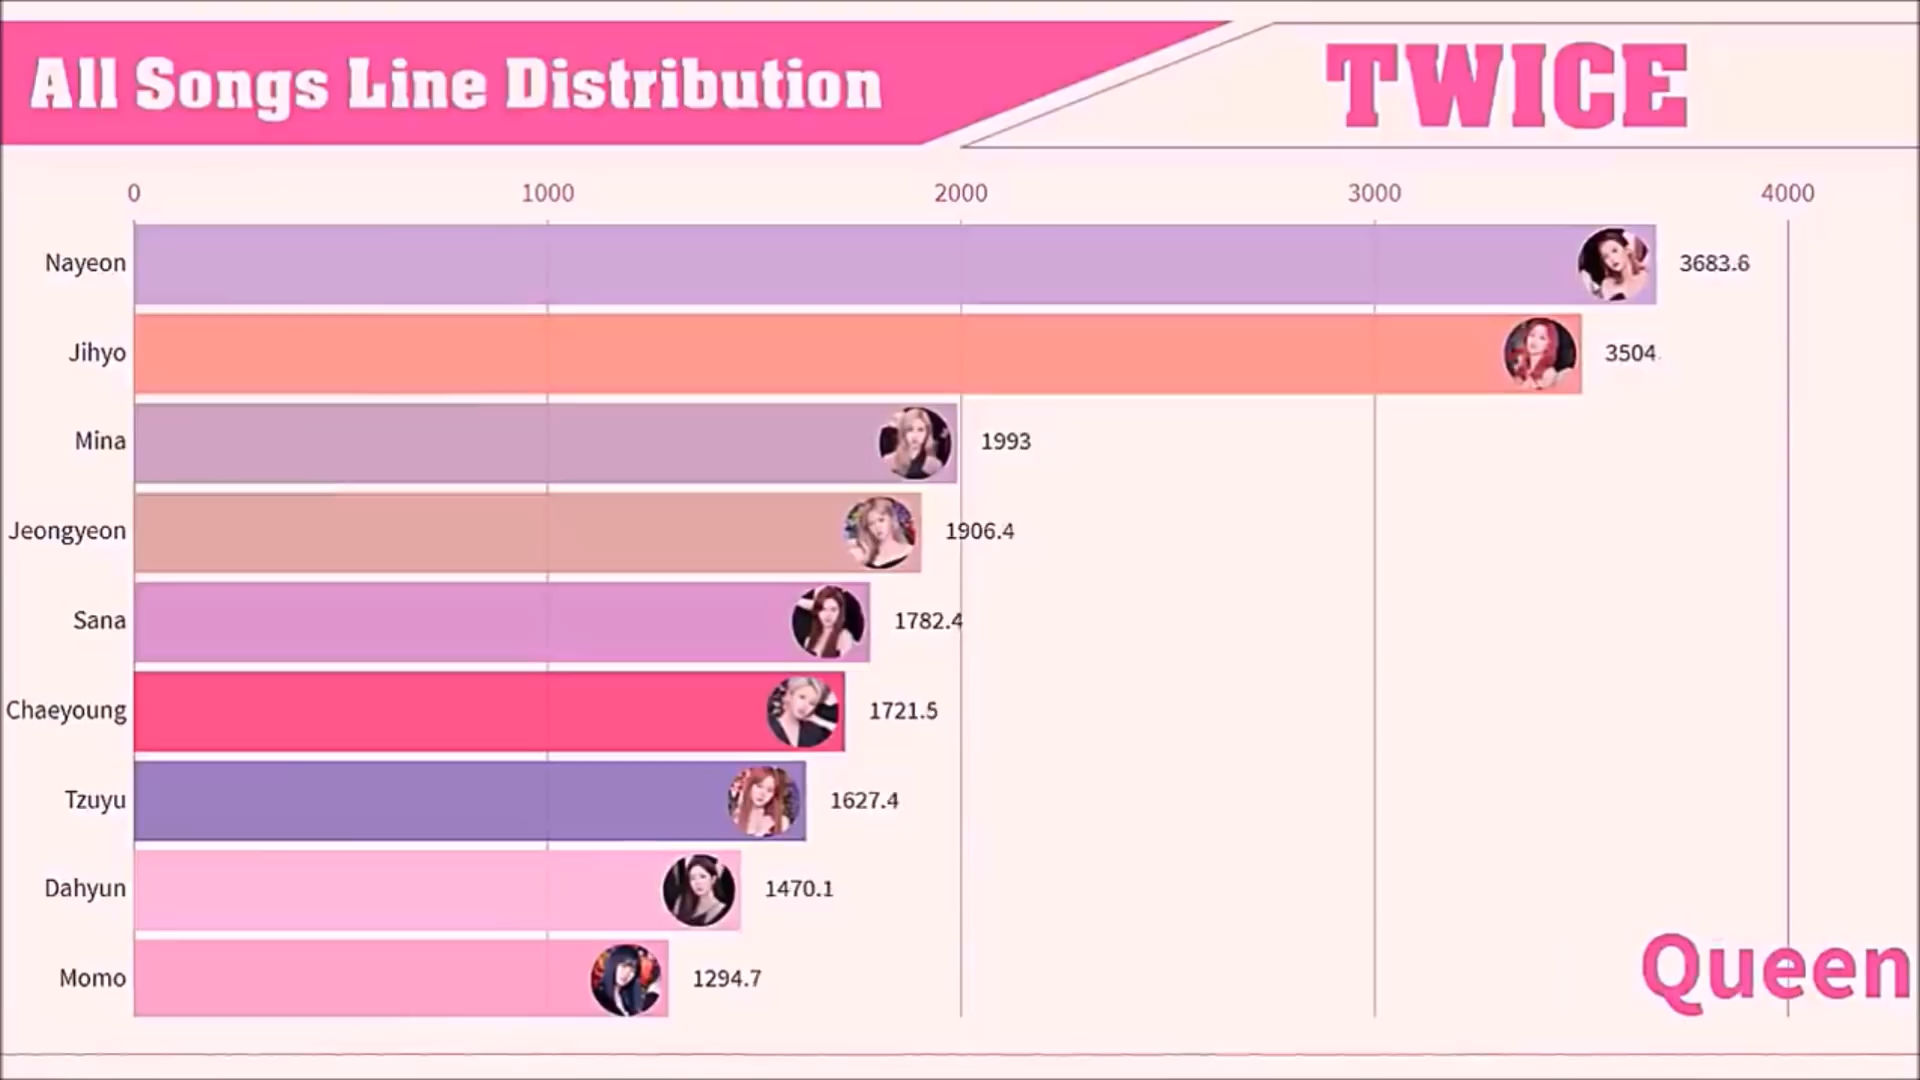 All Songs Line Distribution
TWICE
0 1000 2000 3000 4000
Nayeon 3683.6
Jihyo 3504
Mina 1993
Jeongyeon 1906.4
Sana 1782.4
Chaeyoung 1721.5
Tzuyu 1627.4
Dahyun 1470.1
Momo 1294.7
Queen